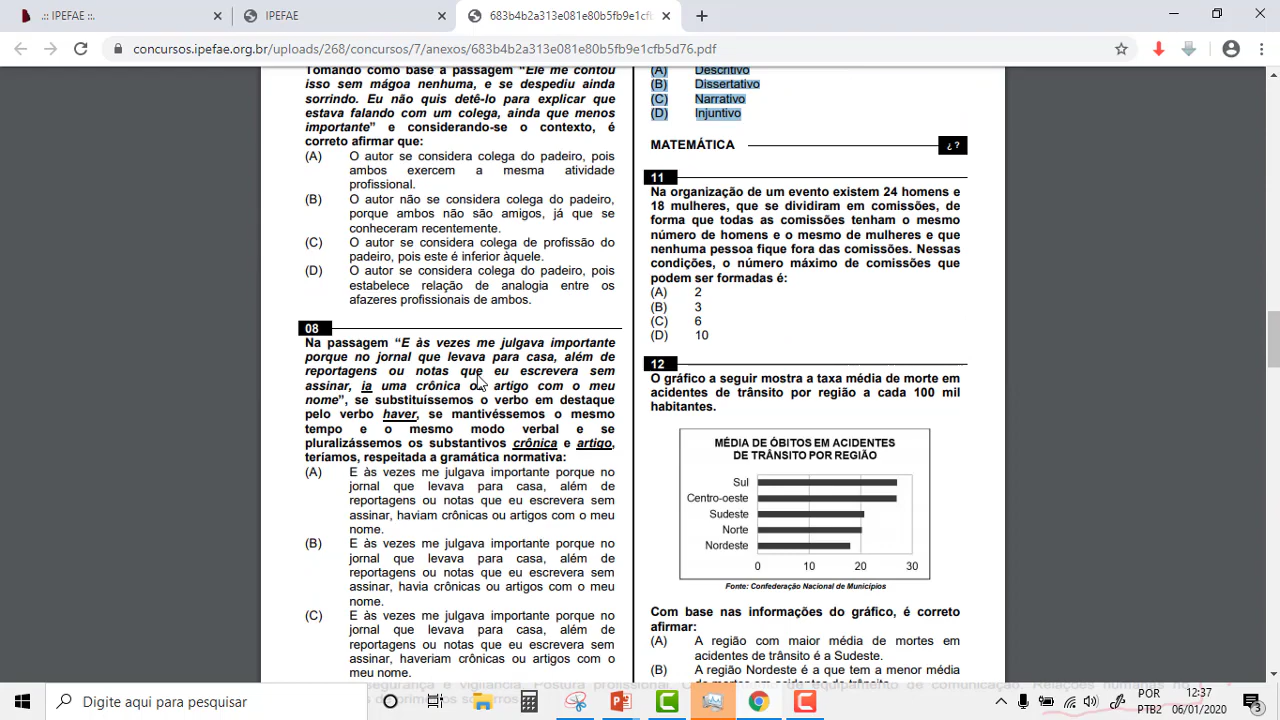 .:: IPEFAE ::.
IPEFAE
683b4b2a313e081e80b5fb9e1cfb5d76
concursos.ipefae.org.br/uploads/268/concursos/7/anexos/683b4b2a313e081e80b5fb9e1cfb5d76.pdf
Tomando como base a passagem "Ele me contou
isso sem mágoa nenhuma, e se despediu ainda
sorrindo. Eu não quis detê-lo para explicar que
estava falando com um colega, ainda que menos
importante" e considerando-se o contexto, é
correto afirmar que:
(A) O autor se considera colega do padeiro, pois
ambos exercem a mesma atividade
profissional.
(B) O autor não se considera colega do padeiro,
porque ambos não são amigos, já que se
conheceram recentemente.
(C) O autor se considera colega de profissão do
padeiro, pois este é inferior àquele.
(D) O autor se considera colega do padeiro, pois
estabelece relação de analogia entre os
afazeres profissionais de ambos.
08
Na passagem "E às vezes me julgava importante
porque no jornal que levava para casa, além de
reportagens ou notas que eu escrevera sem
assinar, ia uma crônica ou artigo com o meu
nome", se substituíssemos o verbo em destaque
pelo verbo haver, se mantivéssemos o mesmo
tempo e o mesmo modo verbal e se
pluralizássemos os substantivos crônica e artigo,
teríamos, respeitada a gramática normativa:
(A) E às vezes me julgava importante porque no
jornal que levava para casa, além de
reportagens ou notas que eu escrevera sem
assinar, haviam crônicas ou artigos com o meu
nome.
(B) E às vezes me julgava importante porque no
jornal que levava para casa, além de
reportagens ou notas que eu escrevera sem
assinar, havia crônicas ou artigos com o meu
nome.
(C) E às vezes me julgava importante porque no
jornal que levava para casa, além de
reportagens ou notas que eu escrevera sem
assinar, haveriam crônicas ou artigos com o
meu nome.
(A) Descritivo
(B) Dissertativo
(C) Narrativo
(D) Injuntivo
MATEMÁTICA ¿ ?
11
Na organização de um evento existem 24 homens e
18 mulheres, que se dividiram em comissões, de
forma que todas as comissões tenham o mesmo
número de homens e o mesmo de mulheres e que
nenhuma pessoa fique fora das comissões. Nessas
condições, o número máximo de comissões que
podem ser formadas é:
(A) 2
(B) 3
(C) 6
(D) 10
12
O gráfico a seguir mostra a taxa média de morte em
acidentes de trânsito por região a cada 100 mil
habitantes.
MÉDIA DE ÓBITOS EM ACIDENTES
DE TRÂNSITO POR REGIÃO
Sul
Centro-oeste
Sudeste
Norte
Nordeste
0 10 20 30
Fonte: Confederação Nacional de Municípios
Com base nas informações do gráfico, é correto
afirmar:
(A) A região com maior média de mortes em
acidentes de trânsito é a Sudeste.
(B) A região Nordeste é a que tem a menor média
Digite aqui para pesquisar
POR
PTB2
06/01/2020
3